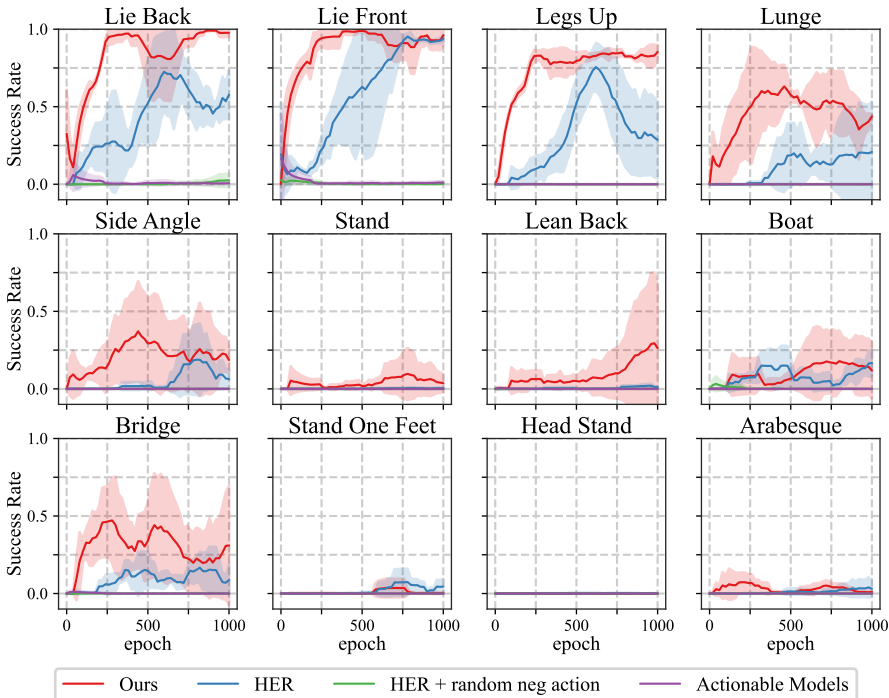 Lie Back Lie Front Legs Up Lunge
Success Rate
1.0
0.5
0.0
Side Angle Stand Lean Back Boat
Success Rate
1.0
0.5
0.0
Bridge Stand One Feet Head Stand Arabesque
Success Rate
1.0
0.5
0.0
0 500 1000 0 500 1000 0 500 1000 0 500 1000
epoch epoch epoch epoch
Ours HER HER + random neg action Actionable Models